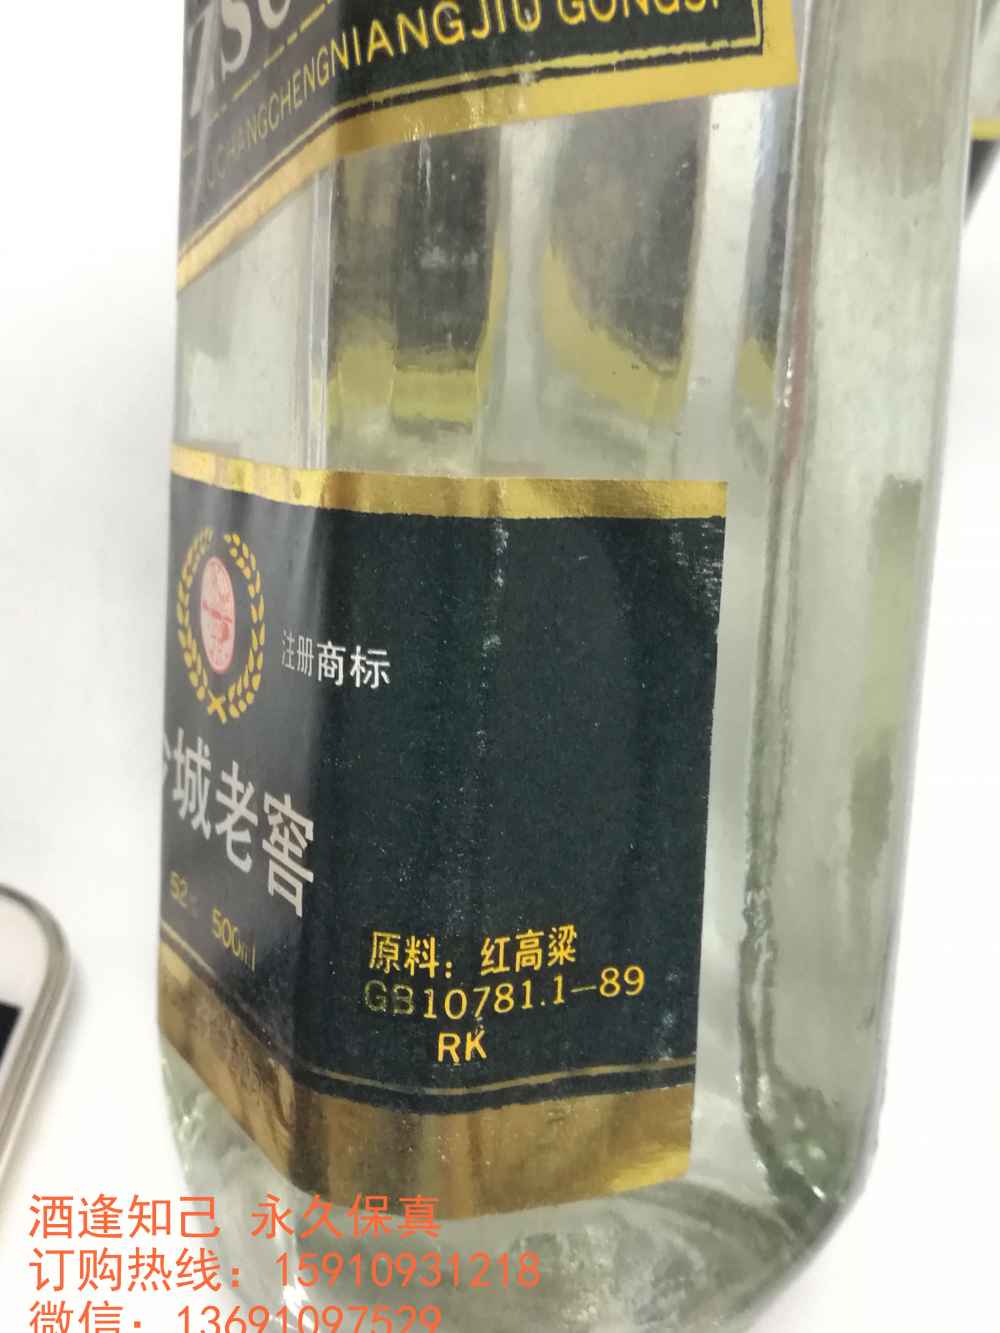 CHANGCHENGNIANGJIU GONGSI
注册商标
城老窖
52 500ml
原料：红高粱
GB10781.1—89
RK
酒逢知己 永久保真
订购热线：15910931218
微信：13691097529